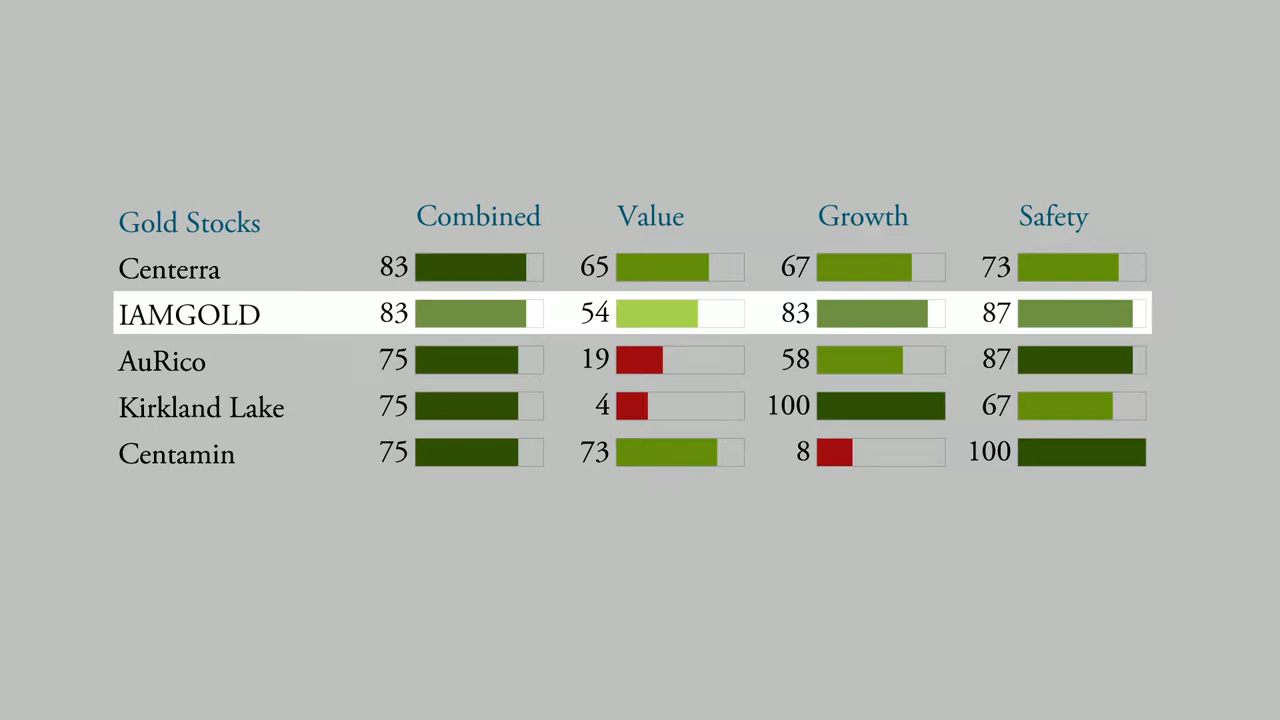 Gold Stocks Combined Value Growth Safety
Centerra 83 65 67 73
IAMGOLD 83 54 83 87
AuRico 75 19 58 87
Kirkland Lake 75 4 100 67
Centamin 75 73 8 100